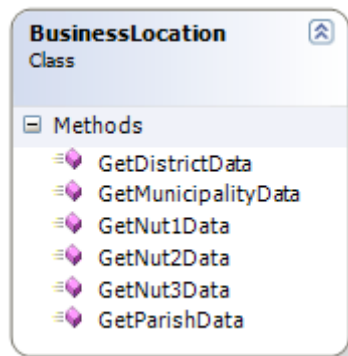 BusinessLocation
Class
Methods
GetDistrictData
GetMunicipalityData
GetNut1Data
GetNut2Data
GetNut3Data
GetParishData